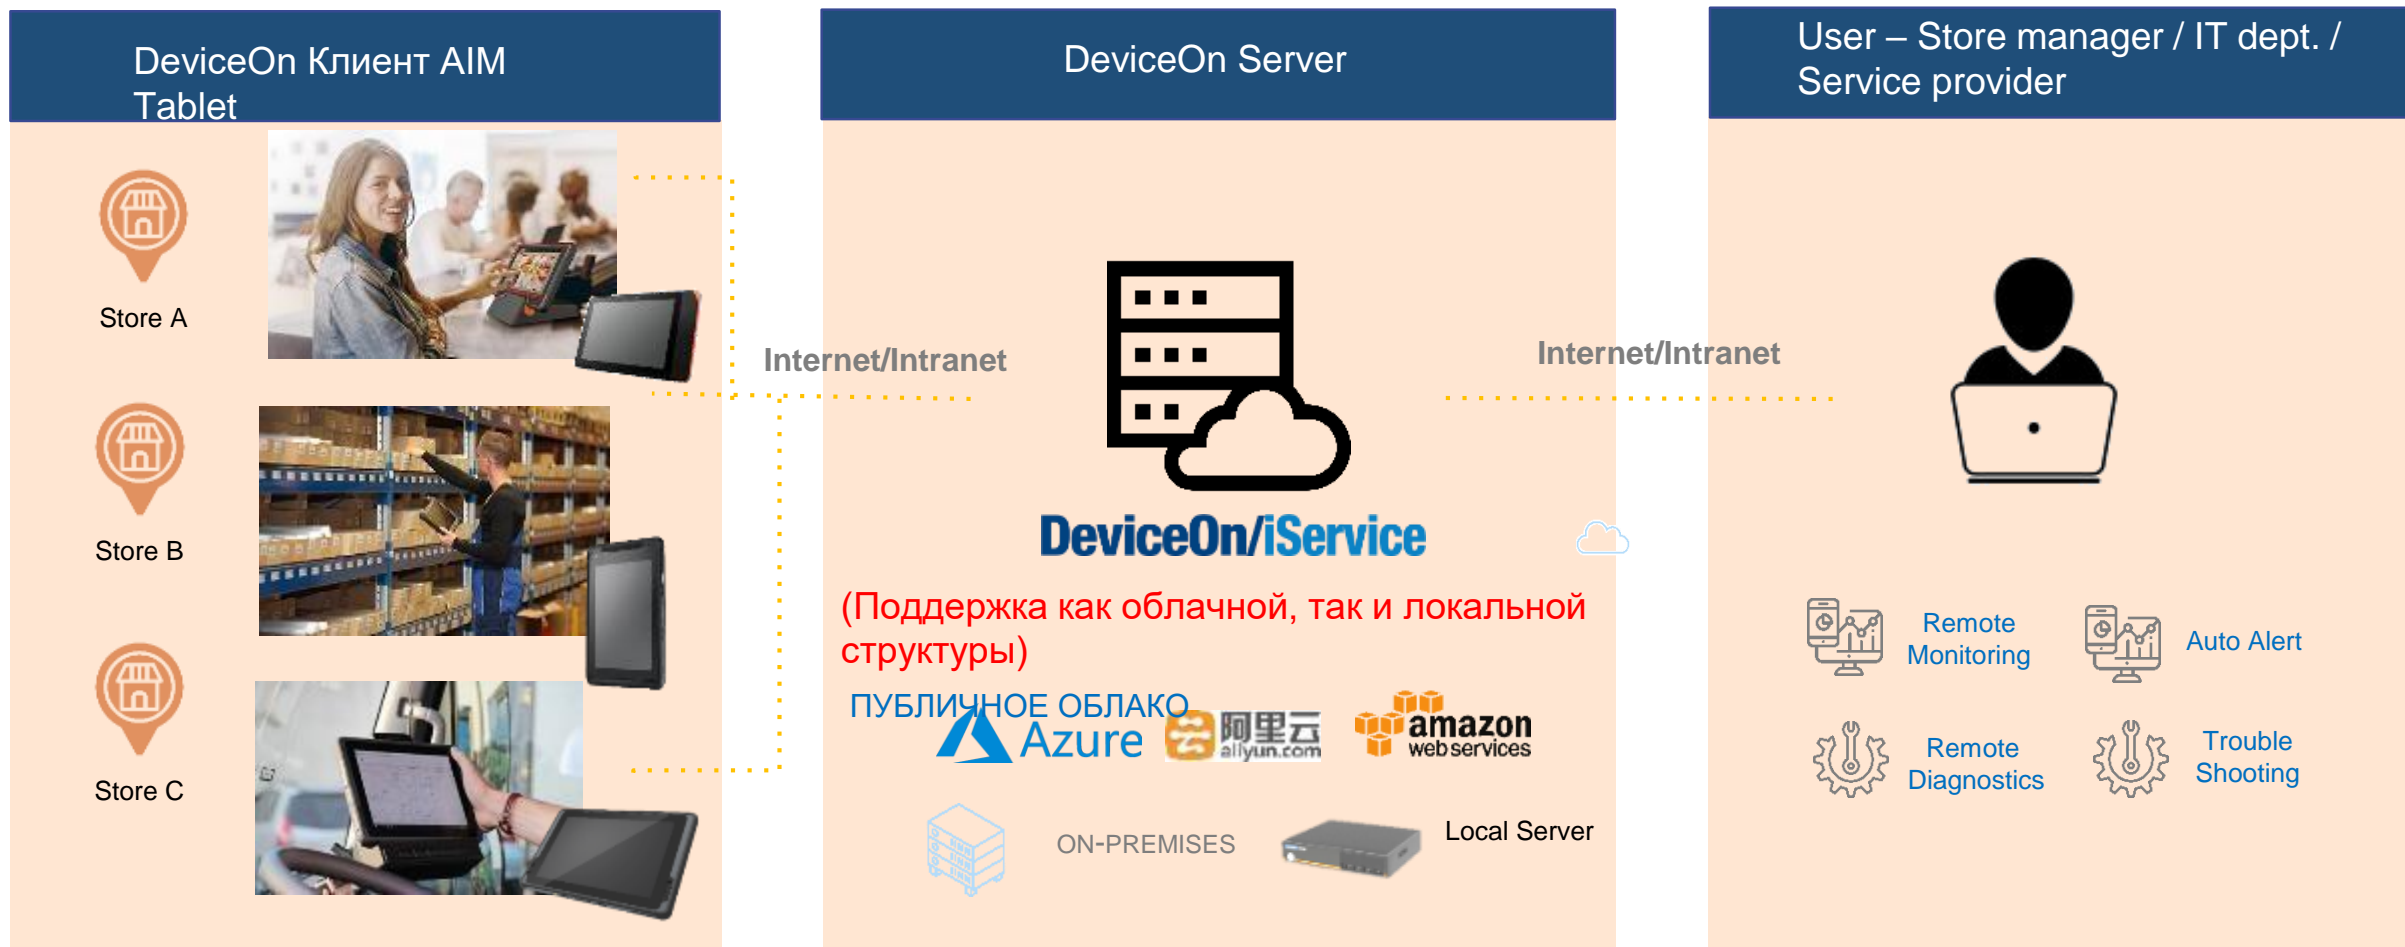 DeviceOn Клиент AIM
Tablet
Store A
Store B
Store C
Internet/Intranet
DeviceOn Server
DeviceOn/iService
(Поддержка как облачной, так и локальной
структуры)
ПУБЛИЧНОЕ ОБЛАКО
Azure
阿里云
aliyun.com
amazon
web services
ON-PREMISES
Local Server
Internet/Intranet
User – Store manager / IT dept. /
Service provider
Remote
Monitoring
Auto Alert
Remote
Diagnostics
Trouble
Shooting